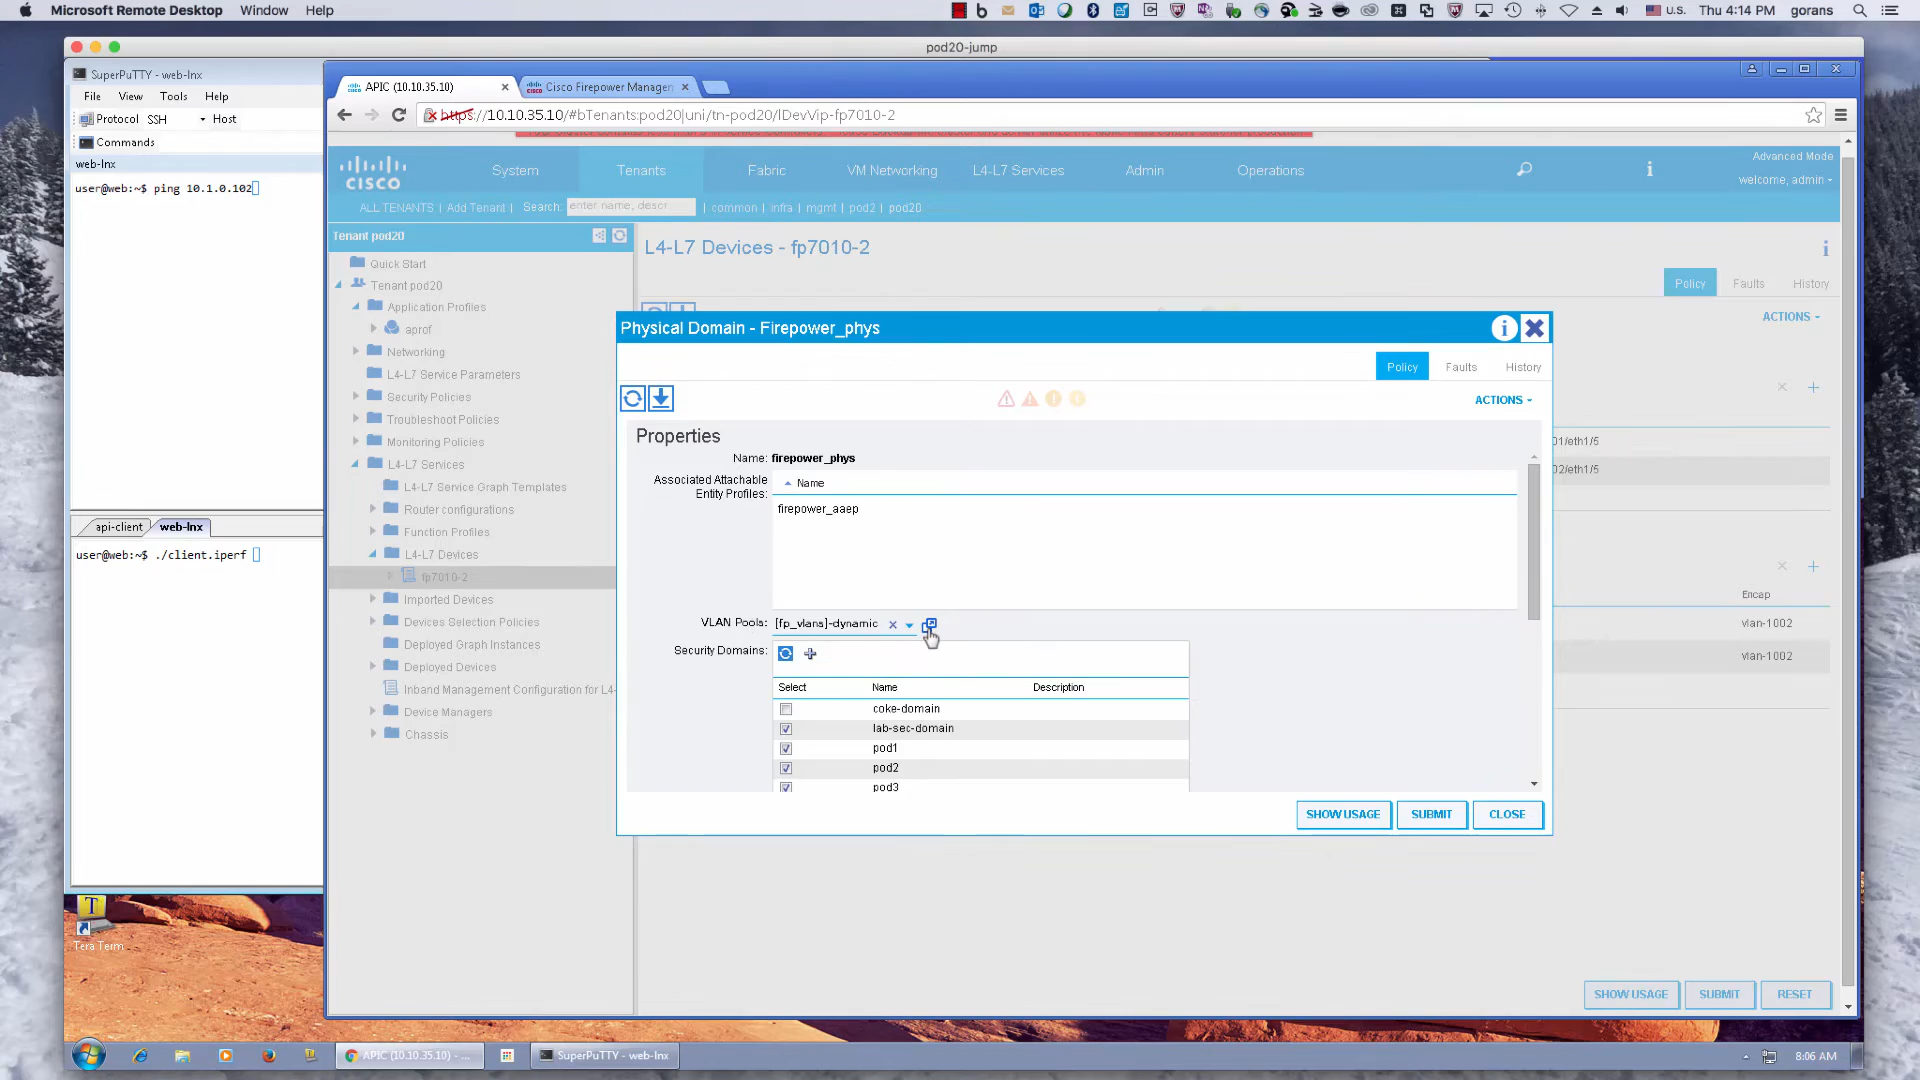 Microsoft Remote Desktop Window Help
U.S. Thu 4:14 PM gorans
pod20-jump
SuperPuTTY - web-lnx
File View Tools Help
Protocol SSH Host
Commands
web-lnx
user@web:~$ ping 10.1.0.102
api-client web-lnx
user@web:~$ ./client.iperf
Tera Term
APIC (10.10.35.10)
Cisco Firepower Managem
https://10.10.35.10/#bTenants:pod20|uni/tn-pod20/lDevVip-fp7010-2
CISCO
System Tenants Fabric VM Networking L4-L7 Services Admin Operations
Advanced Mode
welcome, admin
ALL TENANTS | Add Tenant | Search: enter name, descr | common | infra | mgmt | pod2 | pod20
Tenant pod20
Quick Start
Tenant pod20
Application Profiles
aprof
Networking
L4-L7 Service Parameters
Security Policies
Troubleshoot Policies
Monitoring Policies
L4-L7 Services
L4-L7 Service Graph Templates
Router configurations
Function Profiles
L4-L7 Devices
fp7010-2
Imported Devices
Devices Selection Policies
Deployed Graph Instances
Deployed Devices
Inband Management Configuration for L4-
Device Managers
Chassis
L4-L7 Devices - fp7010-2
Policy Faults History
ACTIONS
Physical Domain - Firepower_phys
Policy Faults History
ACTIONS
Properties
Name: firepower_phys
Associated Attachable
Entity Profiles:
Name
firepower_aaep
VLAN Pools: [fp_vlans]-dynamic
Security Domains:
Select Name Description
coke-domain
lab-sec-domain
pod1
pod2
pod3
SHOW USAGE SUBMIT CLOSE
01/eth1/5
02/eth1/5
Encap
vlan-1002
vlan-1002
SHOW USAGE SUBMIT RESET
APIC (10.10.35.10) - ...
SuperPuTTY - web-lnx
8:06 AM